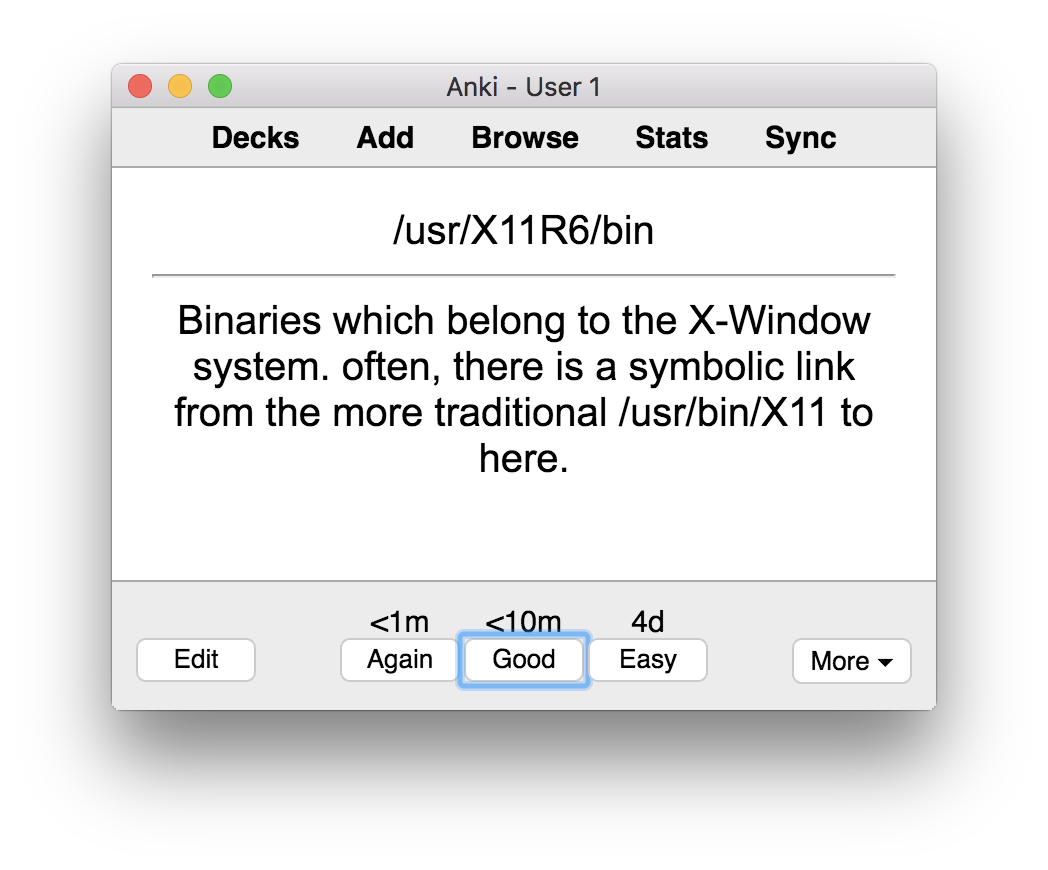 Anki - User 1
Decks Add Browse Stats Sync
/usr/X11R6/bin
Binaries which belong to the X-Window
system. often, there is a symbolic link
from the more traditional /usr/bin/X11 to
here.
<1m <10m 4d
Edit Again Good Easy More